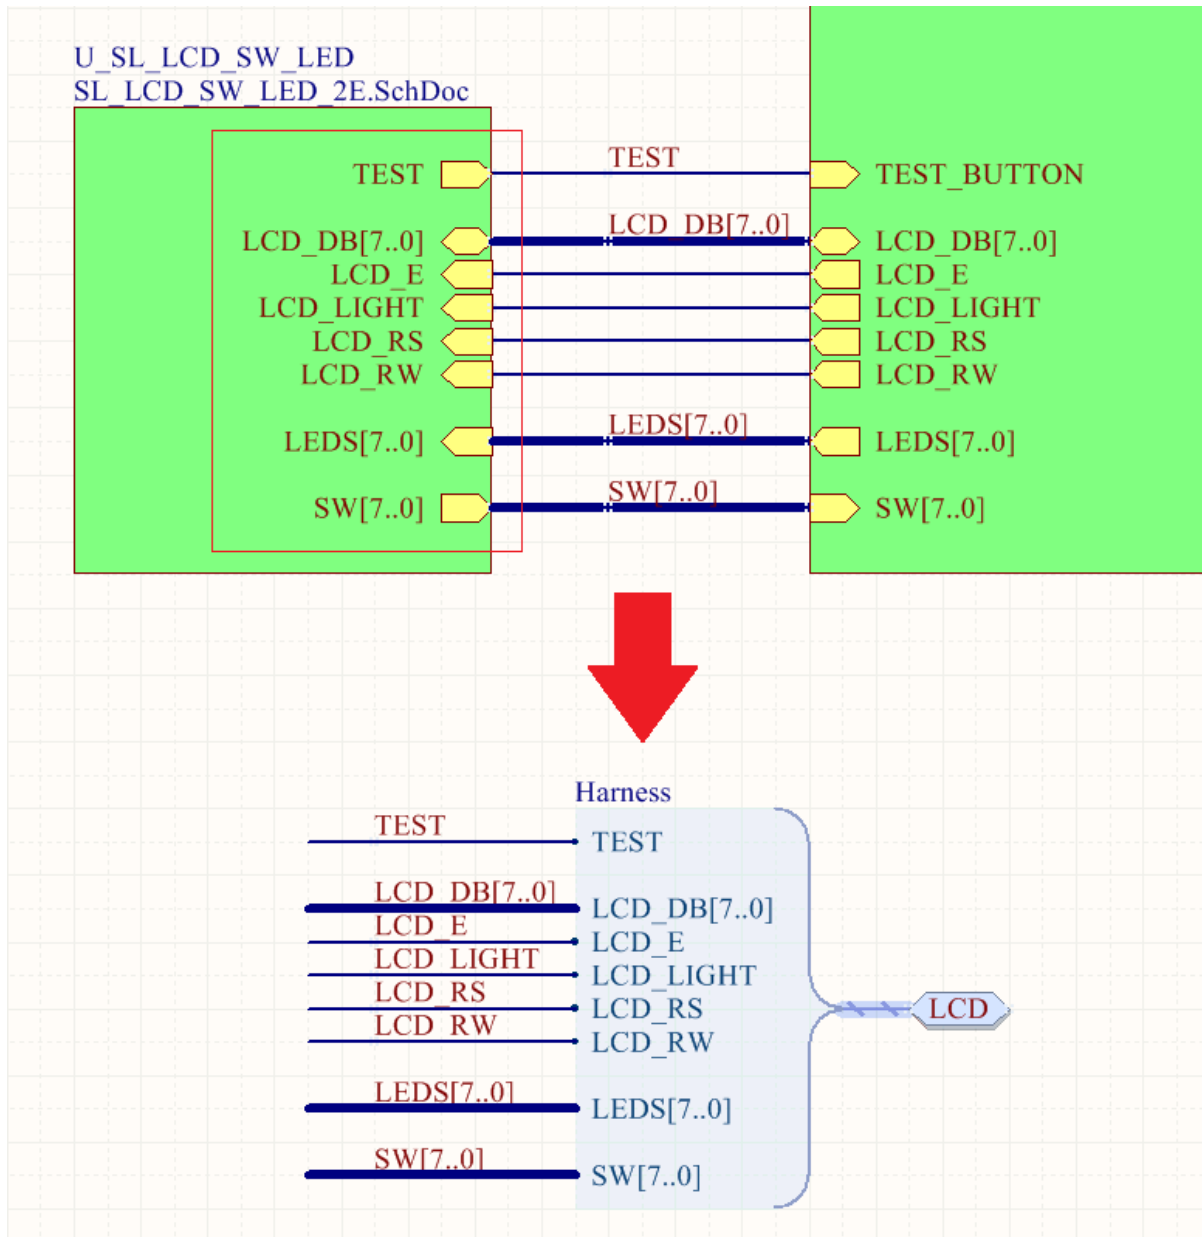 U_SL_LCD_SW_LED
SL_LCD_SW_LED_2E.SchDoc
TEST TEST TEST_BUTTON
LCD_DB[7..0] LCD_DB[7..0] LCD_DB[7..0]
LCD_E LCD_E
LCD_LIGHT LCD_LIGHT
LCD_RS LCD_RS
LCD_RW LCD_RW
LEDS[7..0] LEDS[7..0] LEDS[7..0]
SW[7..0] SW[7..0] SW[7..0]
Harness
TEST TEST
LCD_DB[7..0] LCD_DB[7..0]
LCD_E LCD_E
LCD_LIGHT LCD_LIGHT
LCD_RS LCD_RS LCD
LCD_RW LCD_RW
LEDS[7..0] LEDS[7..0]
SW[7..0] SW[7..0]